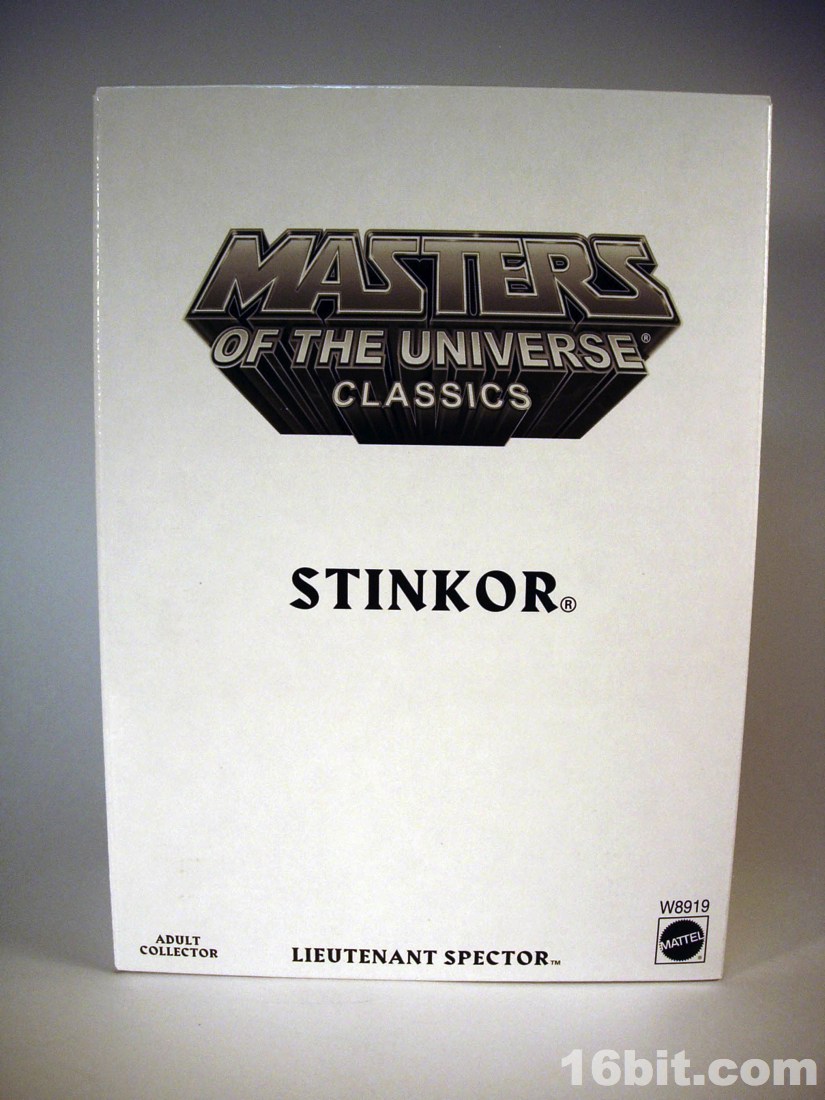 MASTERS
OF THE UNIVERSE®
CLASSICS
STINKOR®
W8919
MATTEL®
ADULT
COLLECTOR
LIEUTENANT SPECTOR™
16bit.com